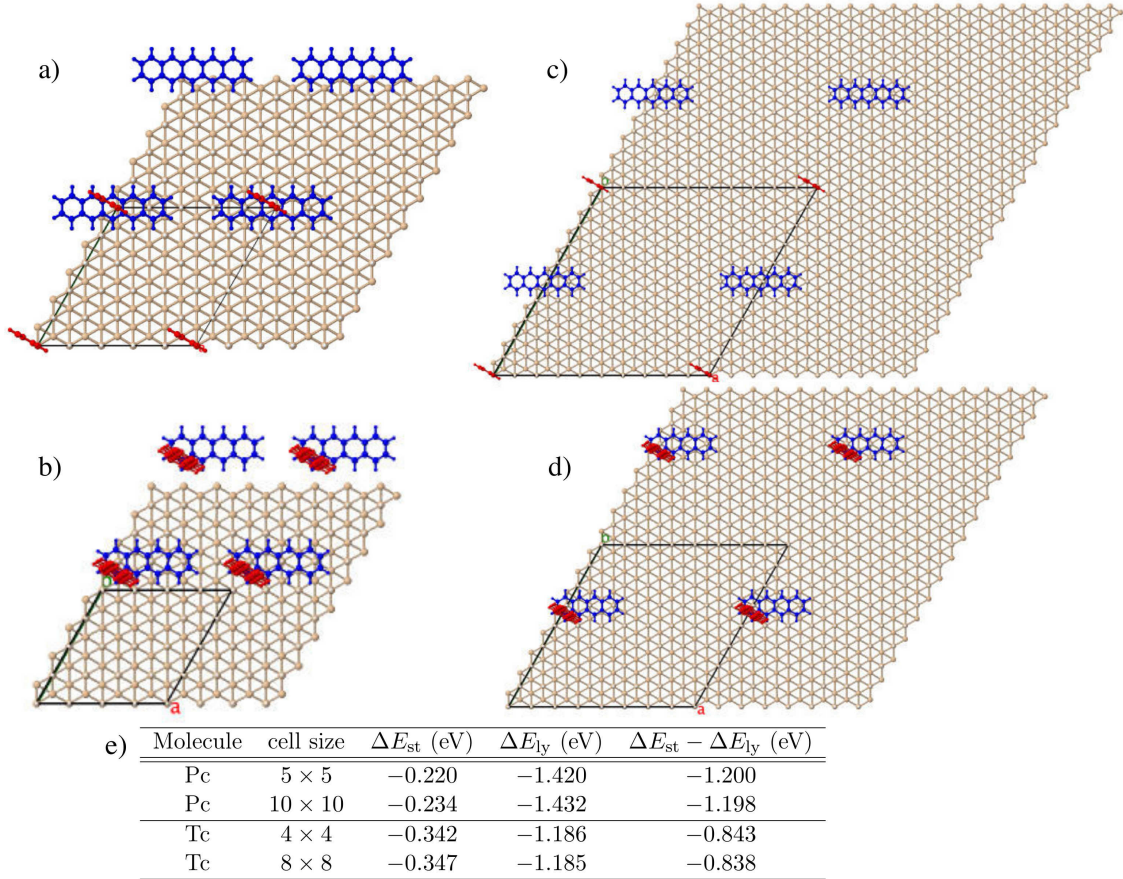 a)
c)
b
a
a
b)
d)
b
b
a
a
e)
Molecule cell size ΔE_st (eV) ΔE_ly (eV) ΔE_st − ΔE_ly (eV)
Pc 5 × 5 −0.220 −1.420 −1.200
Pc 10 × 10 −0.234 −1.432 −1.198
Tc 4 × 4 −0.342 −1.186 −0.843
Tc 8 × 8 −0.347 −1.185 −0.838